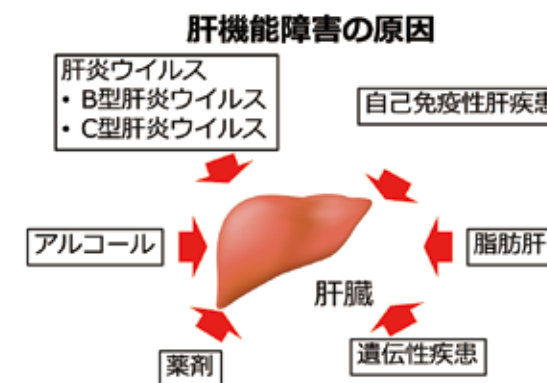 肝機能障害の原因
肝炎ウイルス
・ B型肝炎ウイルス
・ C型肝炎ウイルス
自己免疫性肝疾患
アルコール
脂肪肝
肝臓
薬剤
遺伝性疾患